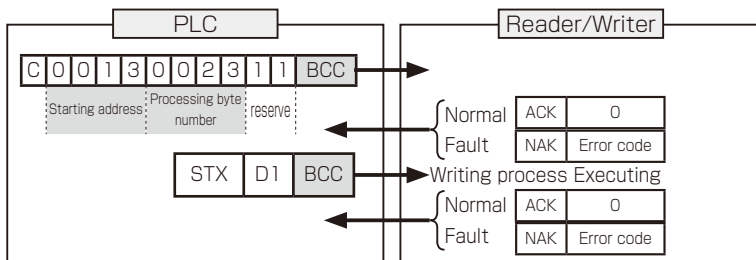 PLC
Reader/Writer
C 0 0 1 3 0 0 2 3 1 1 BCC
Starting address
Processing byte
number
reserve
Normal ACK 0
Fault NAK Error code
STX D1 BCC
Writing process Executing
Normal ACK 0
Fault NAK Error code